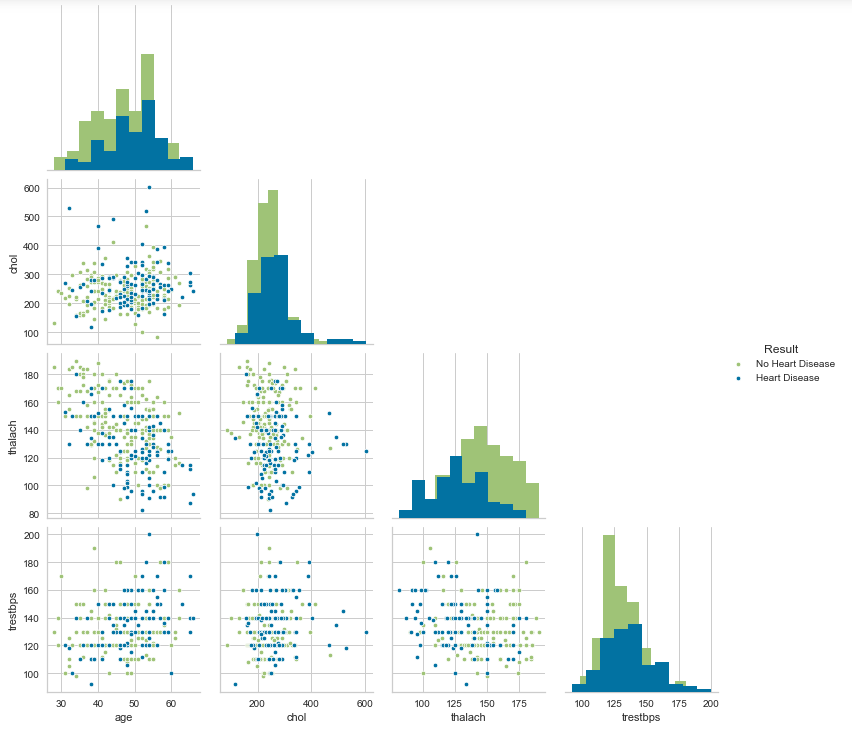 600
500
400
300
200
100
chol
180
160
140
120
100
80
thalach
200
180
160
140
120
100
trestbps
30 40 50 60
age
200 400 600
chol
100 125 150 175
thalach
100 125 150 175 200
trestbps
Result
No Heart Disease
Heart Disease